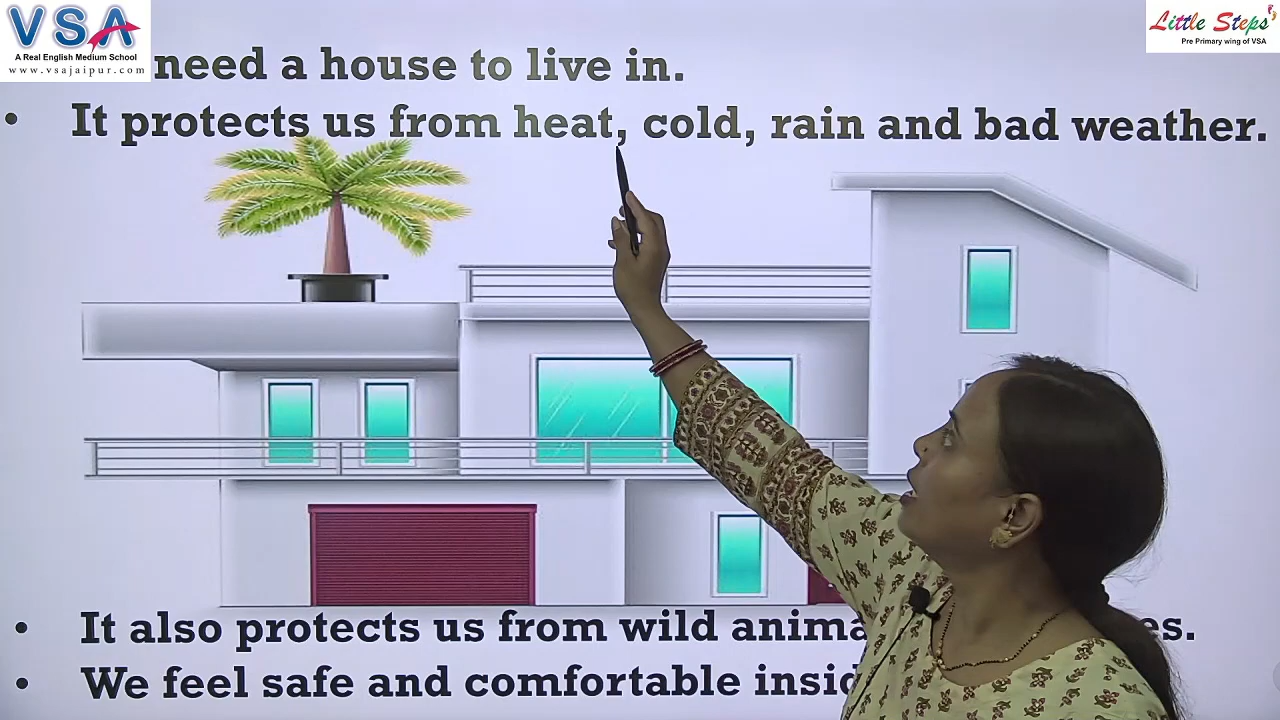 VSA
A Real English Medium School
www.vsajaipur.com
Little Steps
Pre Primary wing of VSA
need a house to live in.
• It protects us from heat, cold, rain and bad weather.
• It also protects us from wild
• We feel safe and comfortable